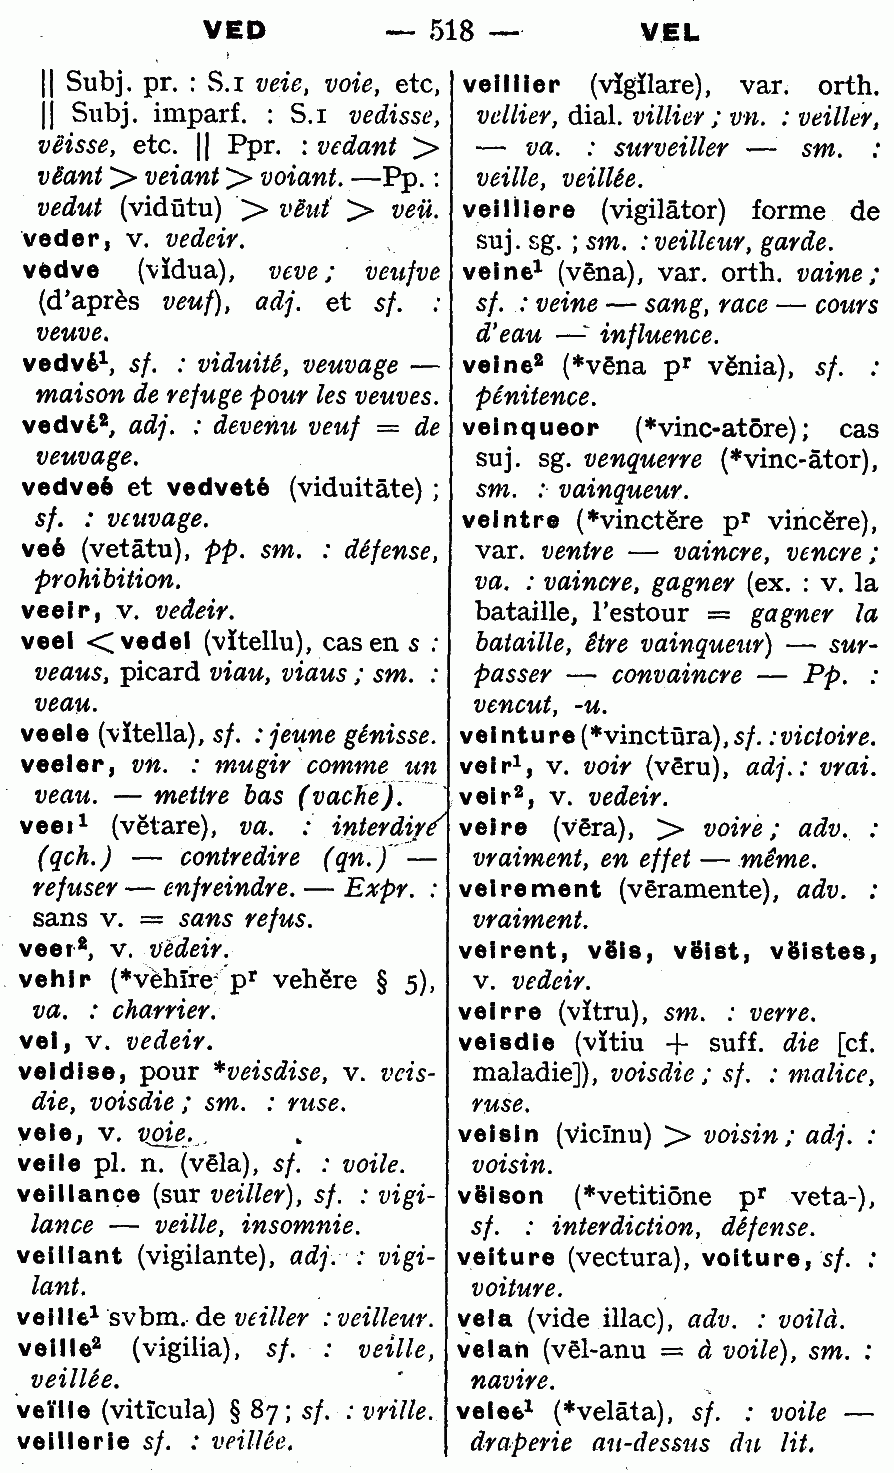 VED — 518 — VEL
|| Subj. pr. : S.1 veie, voie, etc,
|| Subj. imparf. : S.1 vedisse,
vëisse, etc. || Ppr. : vedant >
vëant > veiant > voiant. — Pp. :
vedut (vidūtu) > vëut > veü.
veder, v. vedeir.
vedve (vĭdua), veve ; veufve
(d'après veuf), adj. et sf. :
veuve.
vedvé¹, sf. : viduité, veuvage —
maison de refuge pour les veuves.
vedvé², adj. : devenu veuf = de
veuvage.
vedveé et vedveté (viduitāte) ;
sf. : veuvage.
veé (vetātu), pp. sm. : défense,
prohibition.
veeir, v. vedeir.
veel < vedel (vĭtellu), cas en s :
veaus, picard viau, viaus ; sm. :
veau.
veele (vĭtella), sf. : jeune génisse.
veeler, vn. : mugir comme un
veau. — mettre bas (vache).
veer¹ (vĕtare), va. : interdire
(qch.) — contredire (qn.) —
refuser — enfreindre. — Expr. :
sans v. = sans refus.
veer², v. vedeir.
vehir (*vehīre pʳ vehĕre § 5),
va. : charrier.
vei, v. vedeir.
veidise, pour *veisdise, v. veis-
die, voisdie ; sm. : ruse.
veie, v. voie.
veile pl. n. (vēla), sf. : voile.
veillance (sur veiller), sf. : vigi-
lance — veille, insomnie.
veillant (vigilante), adj. : vigi-
lant.
veille¹ svbm. de veiller : veilleur.
veille² (vigilia), sf. : veille,
veillée.
veïlle (vitīcula) § 87 ; sf. : vrille.
veillerie sf. : veillée.
veillier (vĭgĭlare), var. orth.
vellier, dial. villier ; vn. : veiller,
— va. : surveiller — sm. :
veille, veillée.
veilliere (vigilātor) forme de
suj. sg. ; sm. : veilleur, garde.
veine¹ (vēna), var. orth. vaine ;
sf. : veine — sang, race — cours
d'eau — influence.
veine² (*vēna pʳ vĕnia), sf. :
pénitence.
veinqueor (*vinc-atōre) ; cas
suj. sg. venquerre (*vinc-ātor),
sm. : vainqueur.
veintre (*vinctĕre pʳ vincĕre),
var. ventre — vaincre, vencre ;
va. : vaincre, gagner (ex. : v. la
bataille, l'estour = gagner la
bataille, être vainqueur) — sur-
passer — convaincre — Pp. :
vencut, -u.
veinture (*vinctūra), sf. : victoire.
veir¹, v. voir (vēru), adj. : vrai.
veir², v. vedeir.
veire (vēra), > voire ; adv. :
vraiment, en effet — même.
veirement (vēramente), adv. :
vraiment.
veirent, vëis, vëist, vëistes,
v. vedeir.
veirre (vĭtru), sm. : verre.
veisdie (vĭtiu + suff. die [cf.
maladie]), voisdie ; sf. : malice,
ruse.
veisin (vicīnu) > voisin ; adj. :
voisin.
vëison (*vetitiōne pʳ veta-),
sf. : interdiction, défense.
veiture (vectura), voiture, sf. :
voiture.
vela (vide illac), adv. : voilà.
velan (vēl-anu = à voile), sm. :
navire.
velee¹ (*velāta), sf. : voile —
draperie au-dessus du lit.